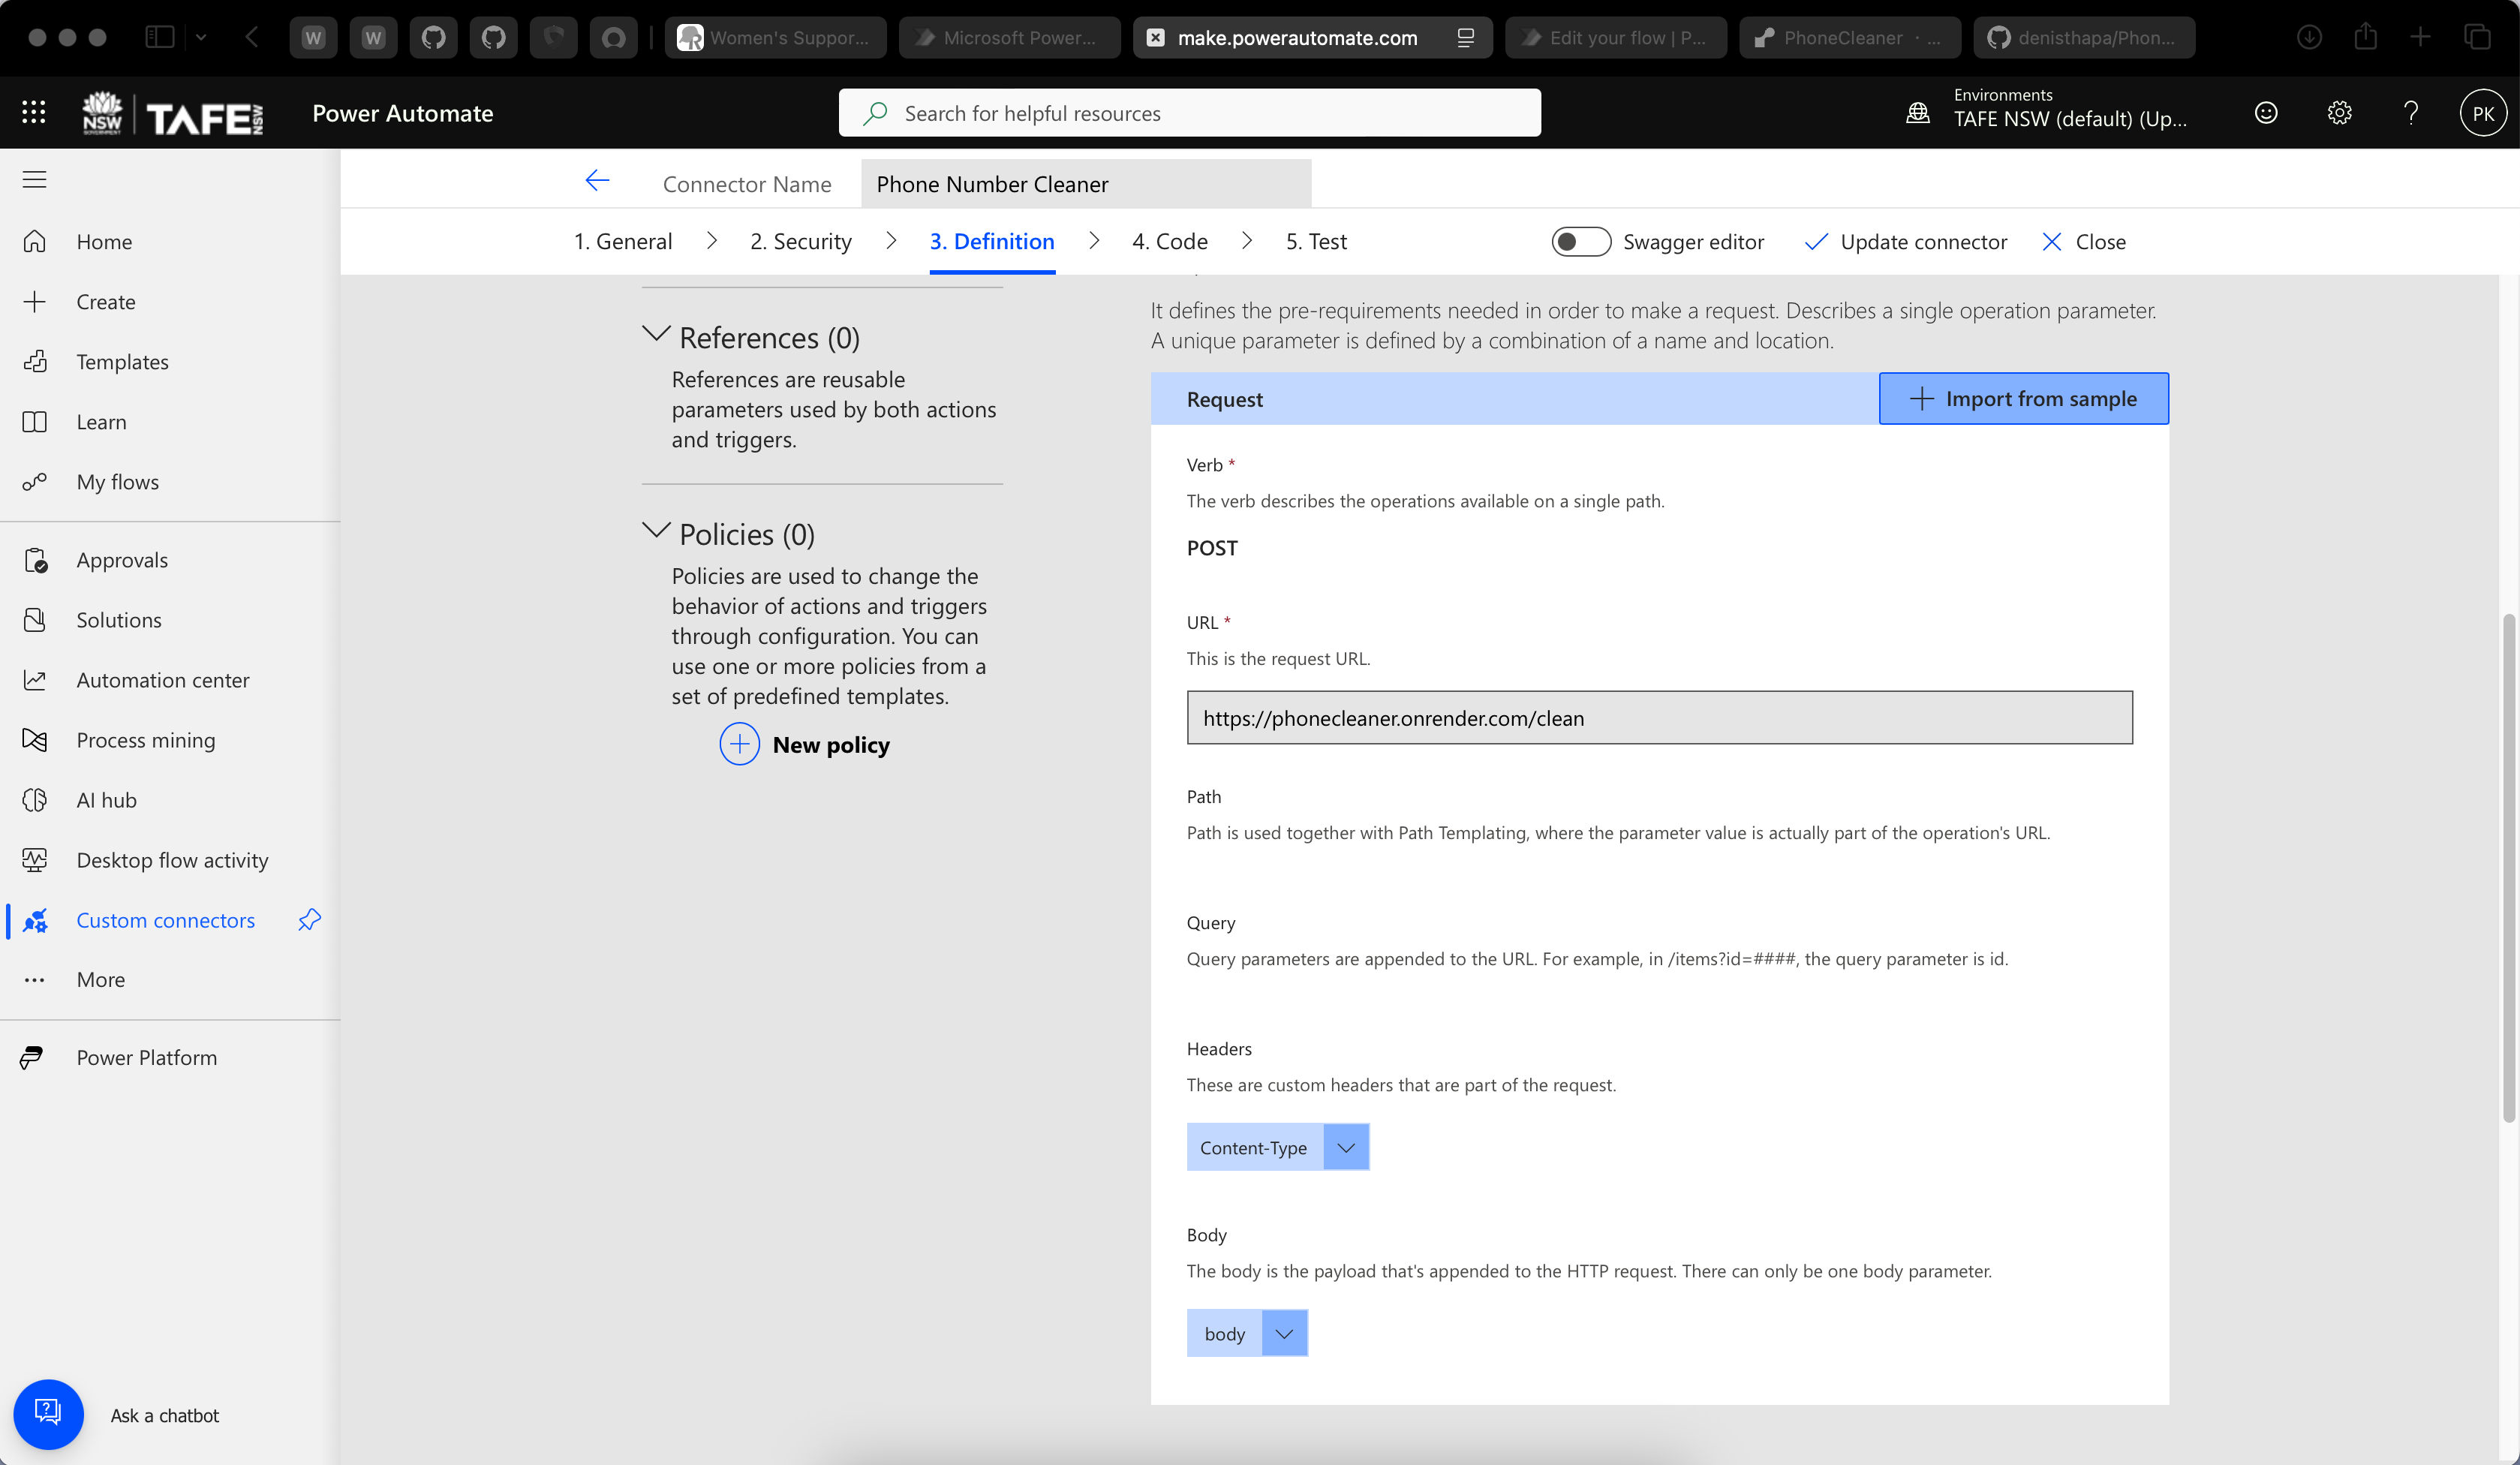 W
W
Women's Suppor...
Microsoft Power...
make.powerautomate.com
Edit your flow | P...
PhoneCleaner · ...
denisthapa/Phon...
NSW
GOVERNMENT
TAFE NSW
Power Automate
Search for helpful resources
Environments
TAFE NSW (default) (Up...
PK
Home
Create
Templates
Learn
My flows
Approvals
Solutions
Automation center
Process mining
AI hub
Desktop flow activity
Custom connectors
More
Power Platform
Ask a chatbot
Connector Name
Phone Number Cleaner
1. General
2. Security
3. Definition
4. Code
5. Test
Swagger editor
Update connector
Close
References (0)
References are reusable
parameters used by both actions
and triggers.
Policies (0)
Policies are used to change the
behavior of actions and triggers
through configuration. You can
use one or more policies from a
set of predefined templates.
New policy
It defines the pre-requirements needed in order to make a request. Describes a single operation parameter.
A unique parameter is defined by a combination of a name and location.
Request
Import from sample
Verb *
The verb describes the operations available on a single path.
POST
URL *
This is the request URL.
https://phonecleaner.onrender.com/clean
Path
Path is used together with Path Templating, where the parameter value is actually part of the operation's URL.
Query
Query parameters are appended to the URL. For example, in /items?id=####, the query parameter is id.
Headers
These are custom headers that are part of the request.
Content-Type
Body
The body is the payload that's appended to the HTTP request. There can only be one body parameter.
body